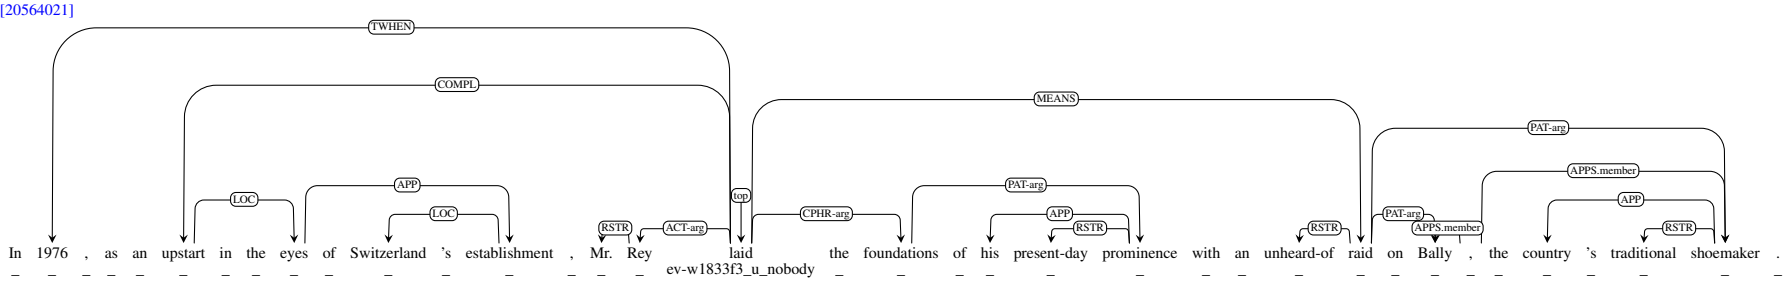 [20564021]
TWHEN
COMPL
MEANS
PAT-arg
APPS.member
APP PAT-arg
top
LOC APP
LOC CPHR-arg APP PAT-arg
RSTR ACT-arg RSTR RSTR APPS.member RSTR
In 1976 , as an upstart in the eyes of Switzerland 's establishment , Mr. Rey laid the foundations of his present-day prominence with an unheard-of raid on Bally , the country 's traditional shoemaker .
_ _ _ _ _ _ _ _ _ _ _ _ _ _ _ _ ev-w1833f3_u_nobody _ _ _ _ _ _ _ _ _ _ _ _ _ _ _ _ _ _ _